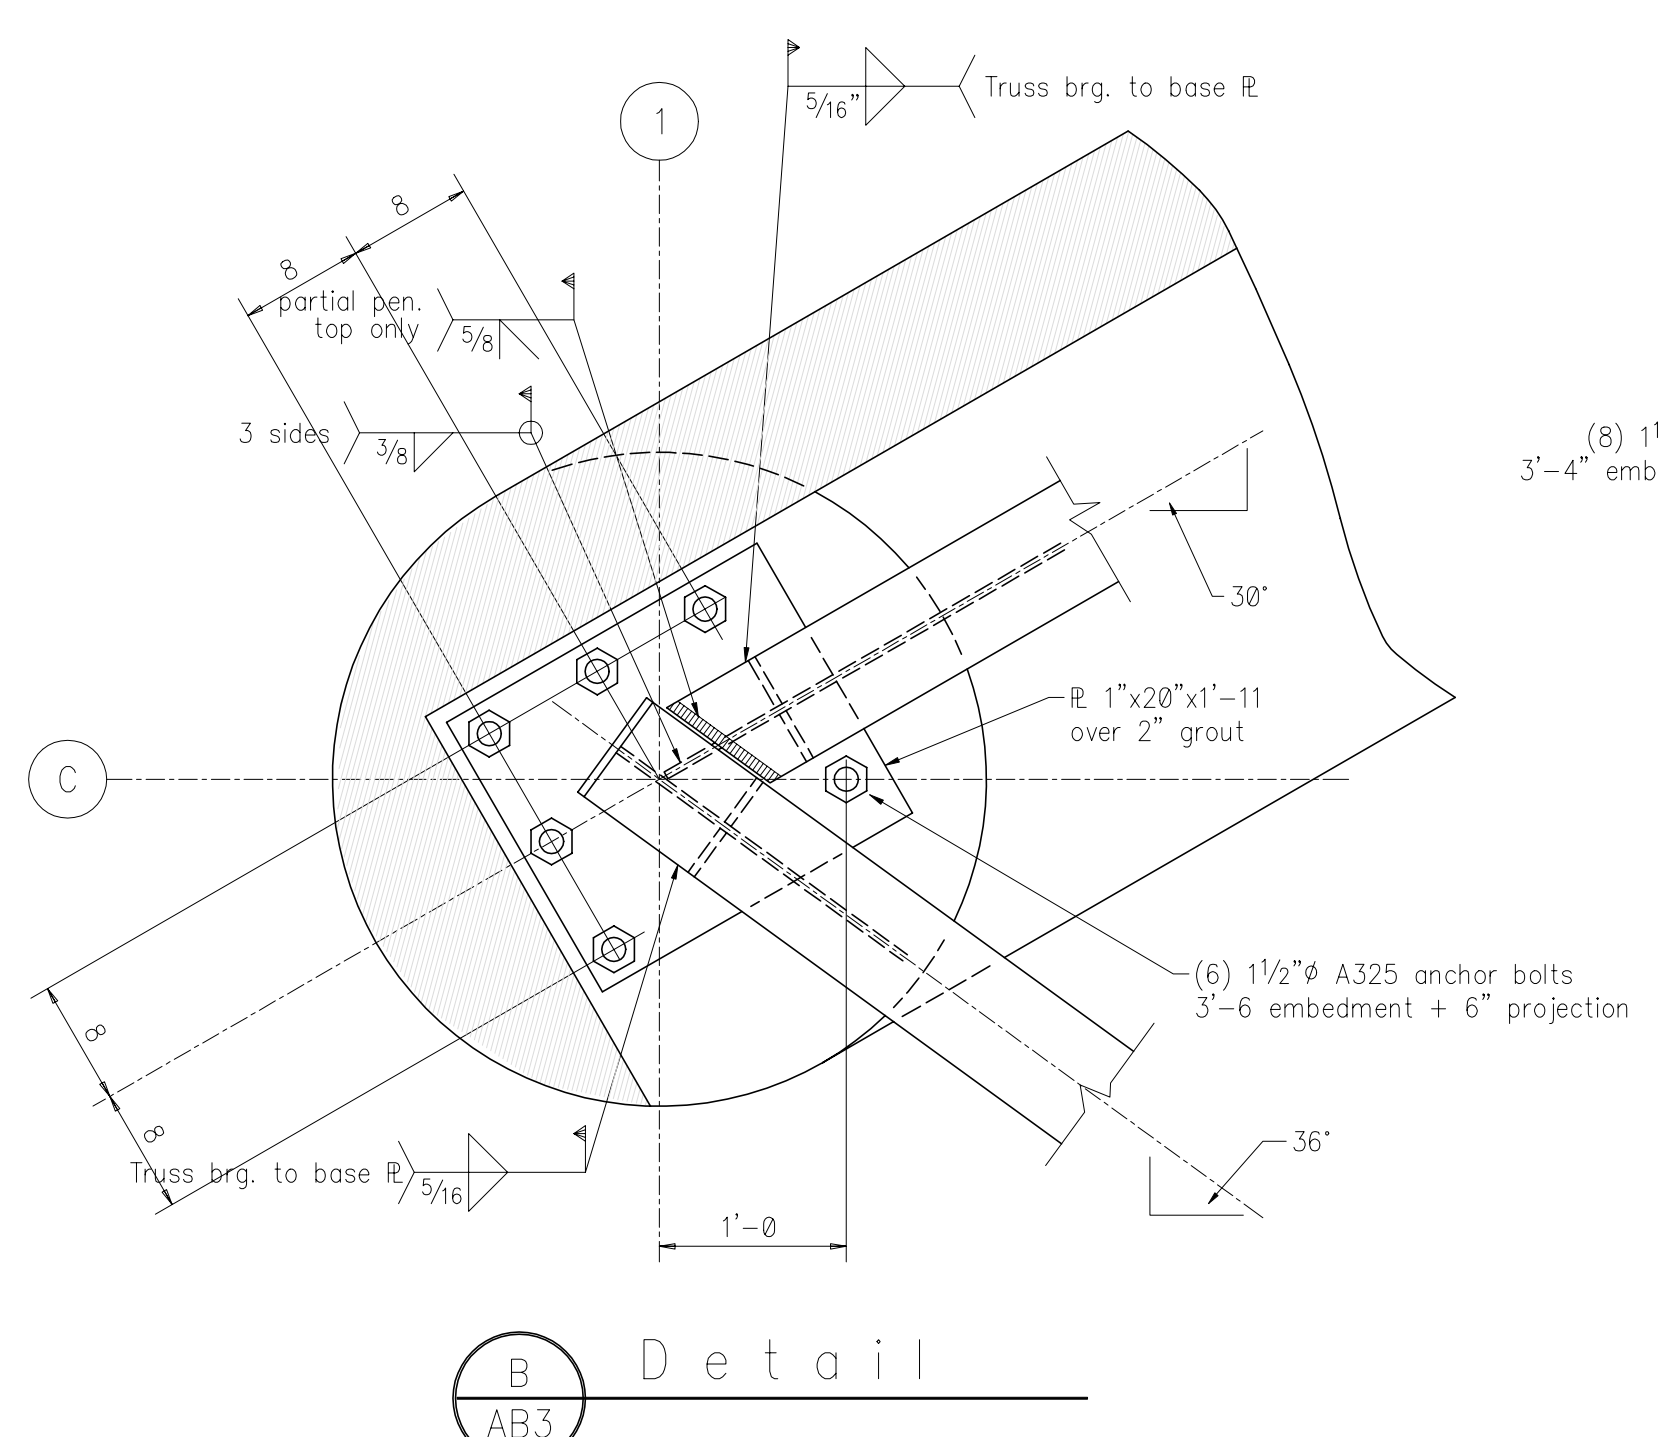 5/16" Truss brg. to base ℙL
1
8
8
partial pen.
top only
5/8
3 sides
3/8
(8) 1 1
3'-4" emb
30°
ℙL 1"x20"x1'-11
over 2" grout
C
(6) 1 1/2"ø A325 anchor bolts
3'-6 embedment + 6" projection
8
8
36°
Truss brg. to base ℙL
5/16
1'-0
B
Detail
AB3